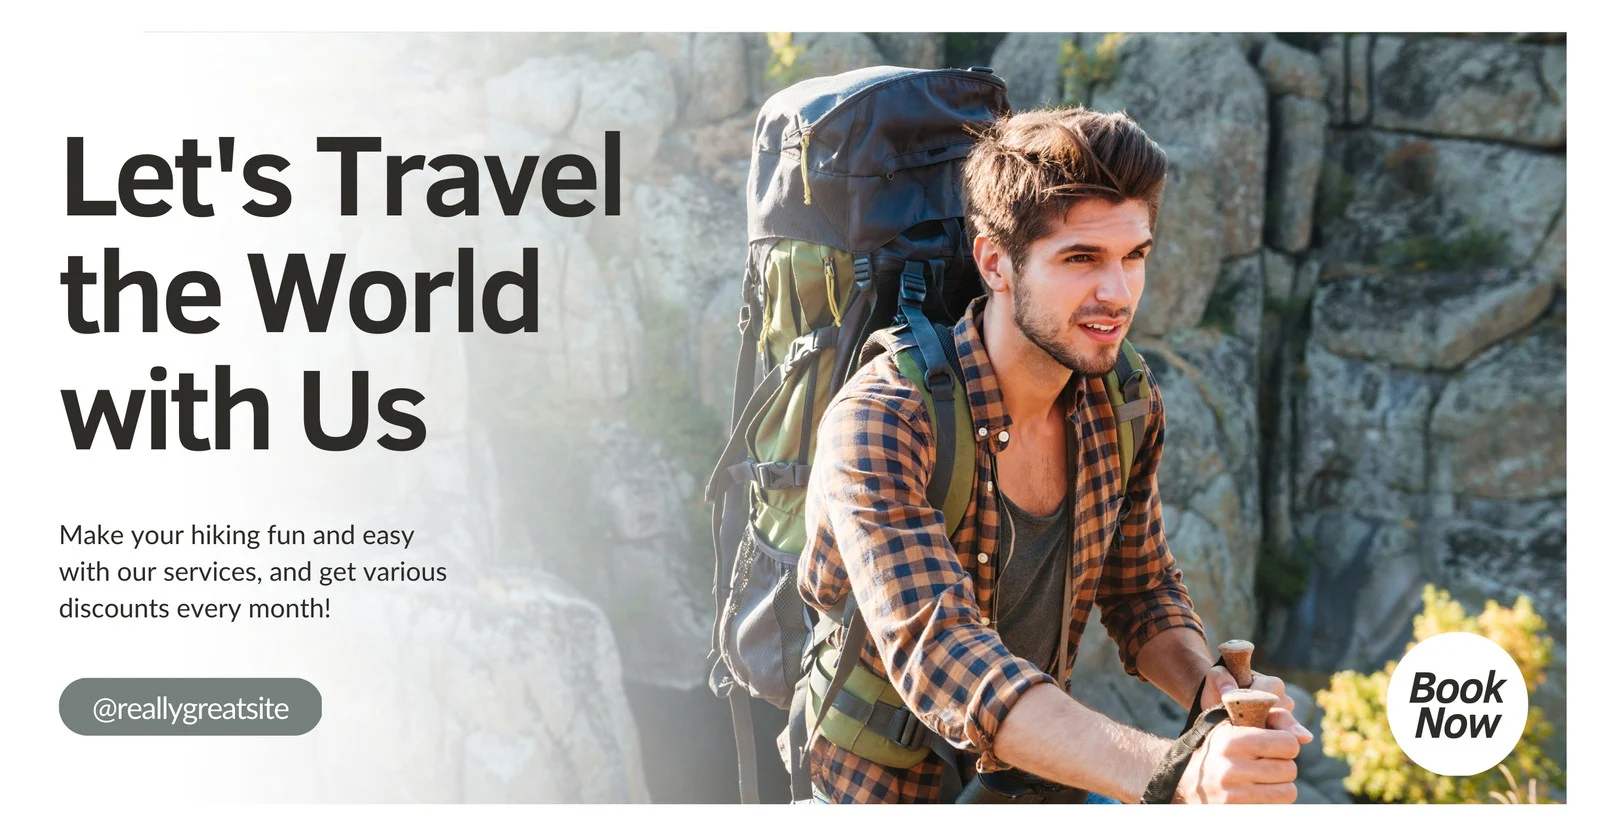 Let's Travel
the World
with Us
Make your hiking fun and easy
with our services, and get various
discounts every month!
@reallygreatsite
Book
Now